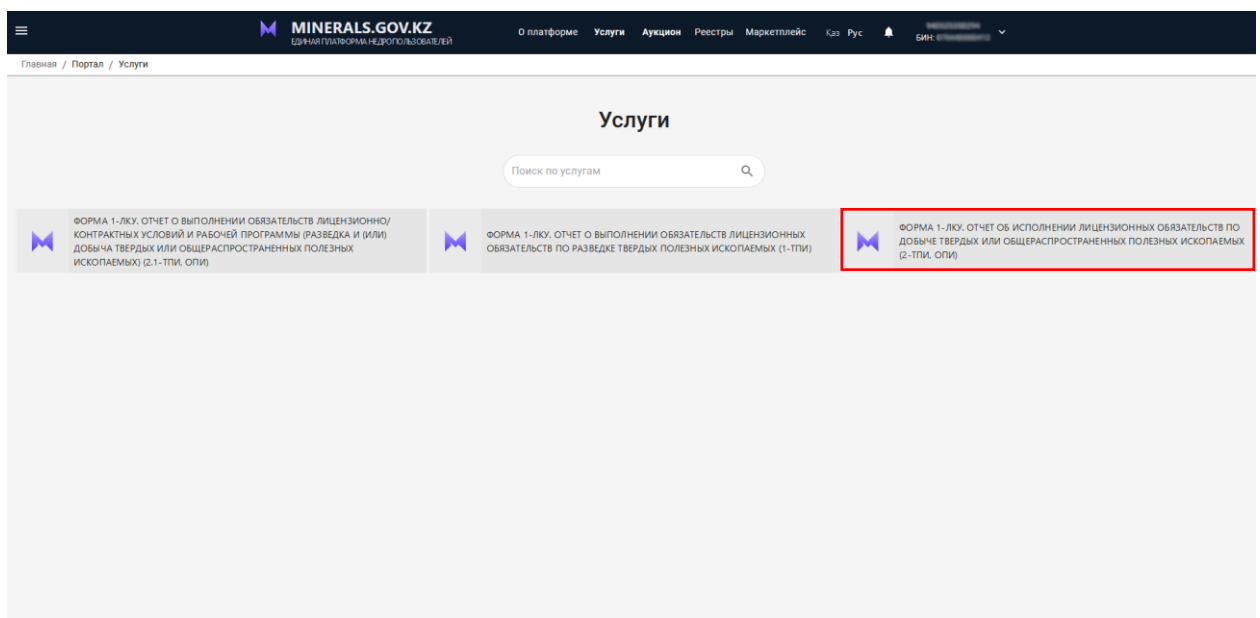 MINERALS.GOV.KZ
ЕДИНАЯ ПЛАТФОРМА НЕДРОПОЛЬЗОВАТЕЛЕЙ
О платформе Услуги Аукцион Реестры Маркетплейс Қаз Рус
БИН:
Главная / Портал / Услуги
Услуги
Поиск по услугам
ФОРМА 1-ЛКУ. ОТЧЕТ О ВЫПОЛНЕНИИ ОБЯЗАТЕЛЬСТВ ЛИЦЕНЗИОННО/
КОНТРАКТНЫХ УСЛОВИЙ И РАБОЧЕЙ ПРОГРАММЫ (РАЗВЕДКА И (ИЛИ)
ДОБЫЧА ТВЕРДЫХ ИЛИ ОБЩЕРАСПРОСТРАНЕННЫХ ПОЛЕЗНЫХ
ИСКОПАЕМЫХ) (2.1-ТПИ, ОПИ)
ФОРМА 1-ЛКУ. ОТЧЕТ О ВЫПОЛНЕНИИ ОБЯЗАТЕЛЬСТВ ЛИЦЕНЗИОННЫХ
ОБЯЗАТЕЛЬСТВ ПО РАЗВЕДКЕ ТВЕРДЫХ ПОЛЕЗНЫХ ИСКОПАЕМЫХ (1-ТПИ)
ФОРМА 1-ЛКУ. ОТЧЕТ ОБ ИСПОЛНЕНИИ ЛИЦЕНЗИОННЫХ ОБЯЗАТЕЛЬСТВ ПО
ДОБЫЧЕ ТВЕРДЫХ ИЛИ ОБЩЕРАСПРОСТРАНЕННЫХ ПОЛЕЗНЫХ ИСКОПАЕМЫХ
(2-ТПИ, ОПИ)